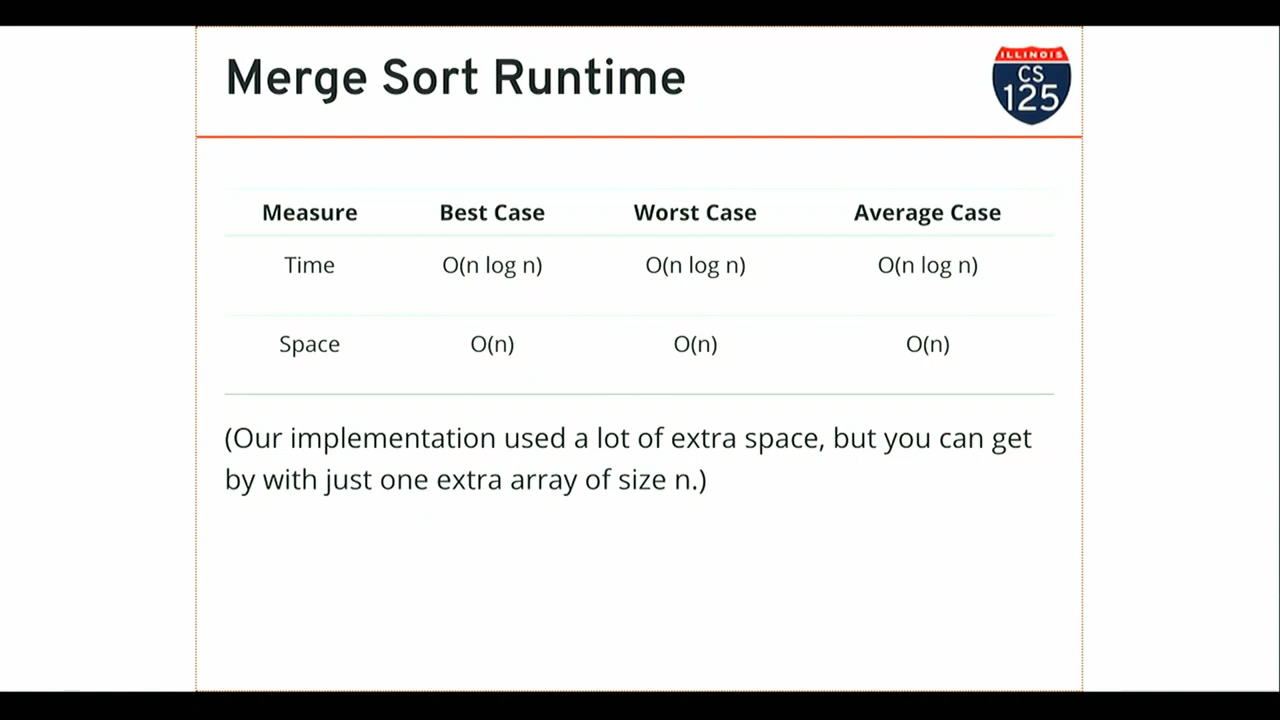 Merge Sort Runtime
ILLINOIS
CS
125
Measure Best Case Worst Case Average Case
Time O(n log n) O(n log n) O(n log n)
Space O(n) O(n) O(n)
(Our implementation used a lot of extra space, but you can get
by with just one extra array of size n.)